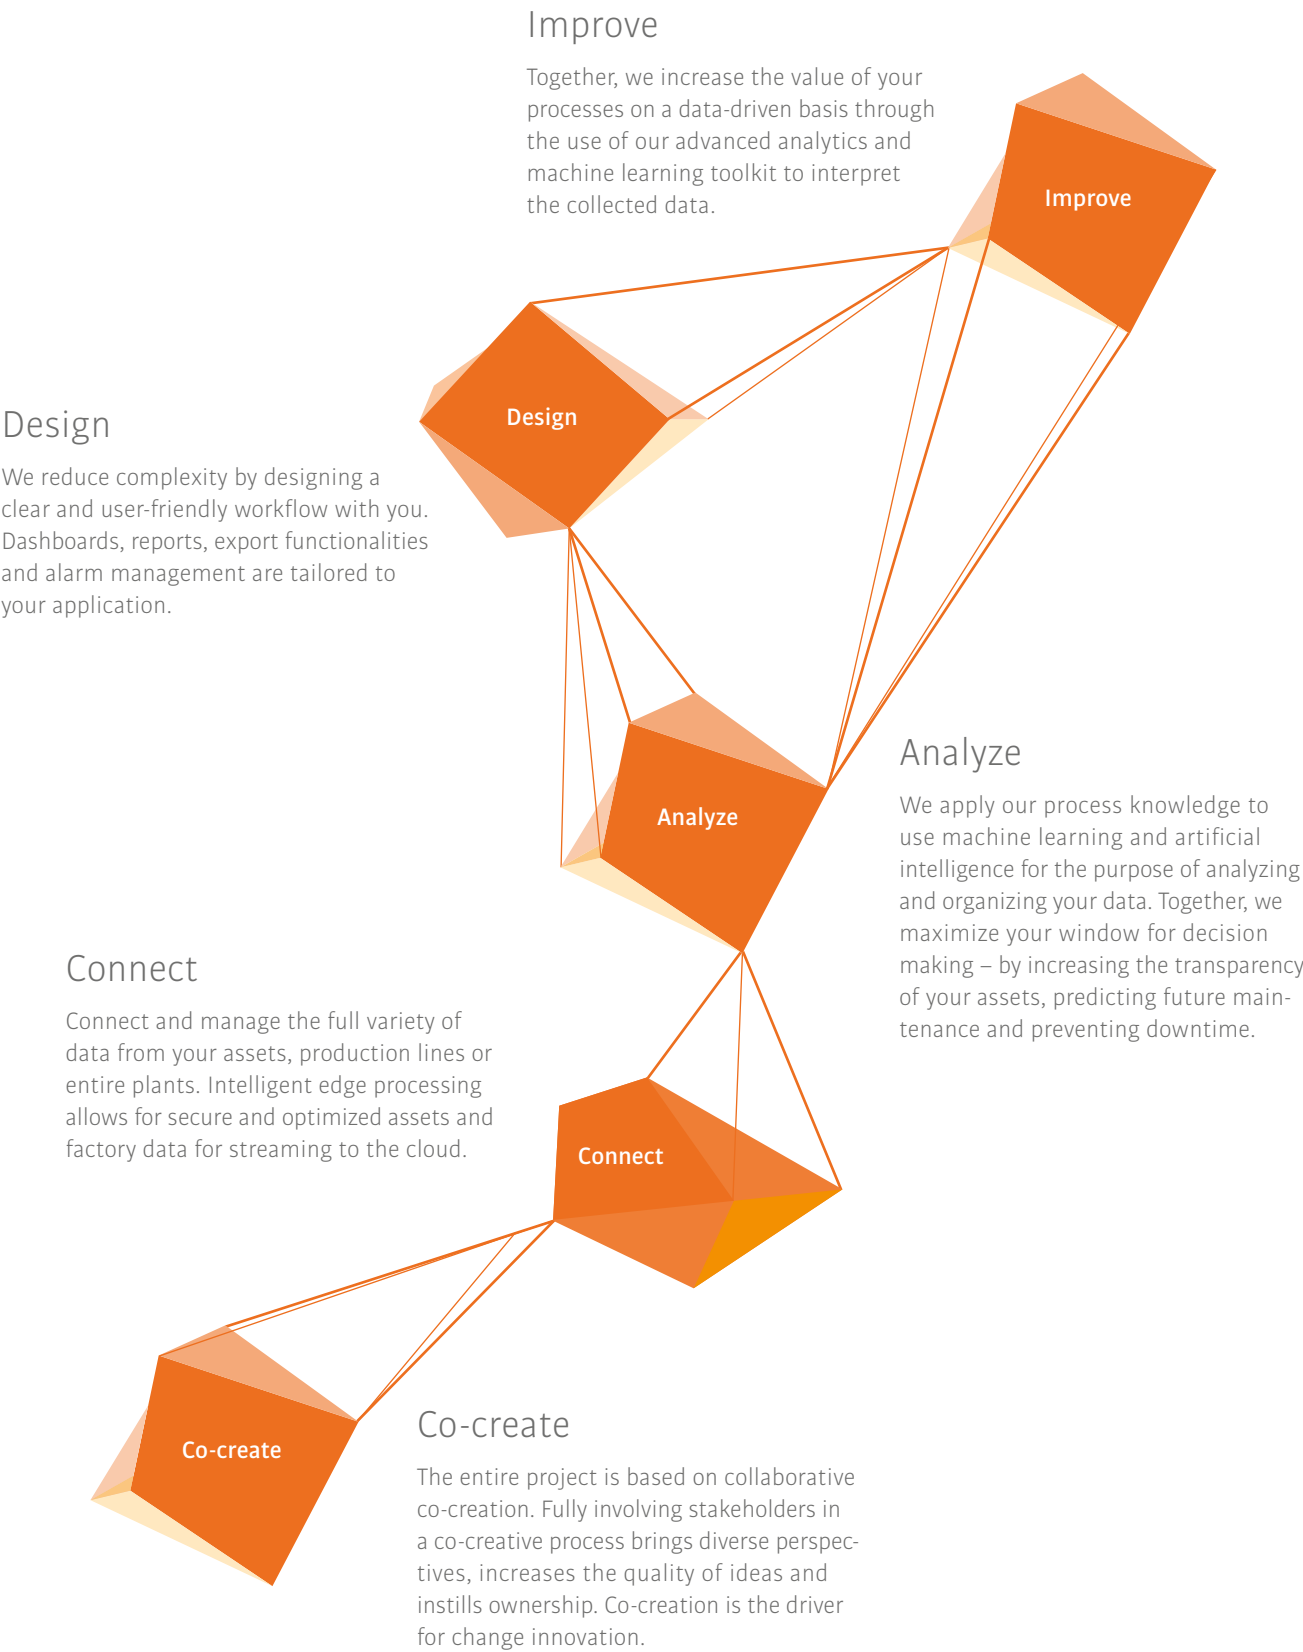 Improve
Together, we increase the value of your
processes on a data-driven basis through
the use of our advanced analytics and
machine learning toolkit to interpret
the collected data.
Improve
Design
Design
We reduce complexity by designing a
clear and user-friendly workflow with you.
Dashboards, reports, export functionalities
and alarm management are tailored to
your application.
Analyze
Analyze
We apply our process knowledge to
use machine learning and artificial
intelligence for the purpose of analyzing
and organizing your data. Together, we
maximize your window for decision
making – by increasing the transparency
of your assets, predicting future main-
tenance and preventing downtime.
Connect
Connect and manage the full variety of
data from your assets, production lines or
entire plants. Intelligent edge processing
allows for secure and optimized assets and
factory data for streaming to the cloud.
Connect
Co-create
Co-create
The entire project is based on collaborative
co-creation. Fully involving stakeholders in
a co-creative process brings diverse perspec-
tives, increases the quality of ideas and
instills ownership. Co-creation is the driver
for change innovation.